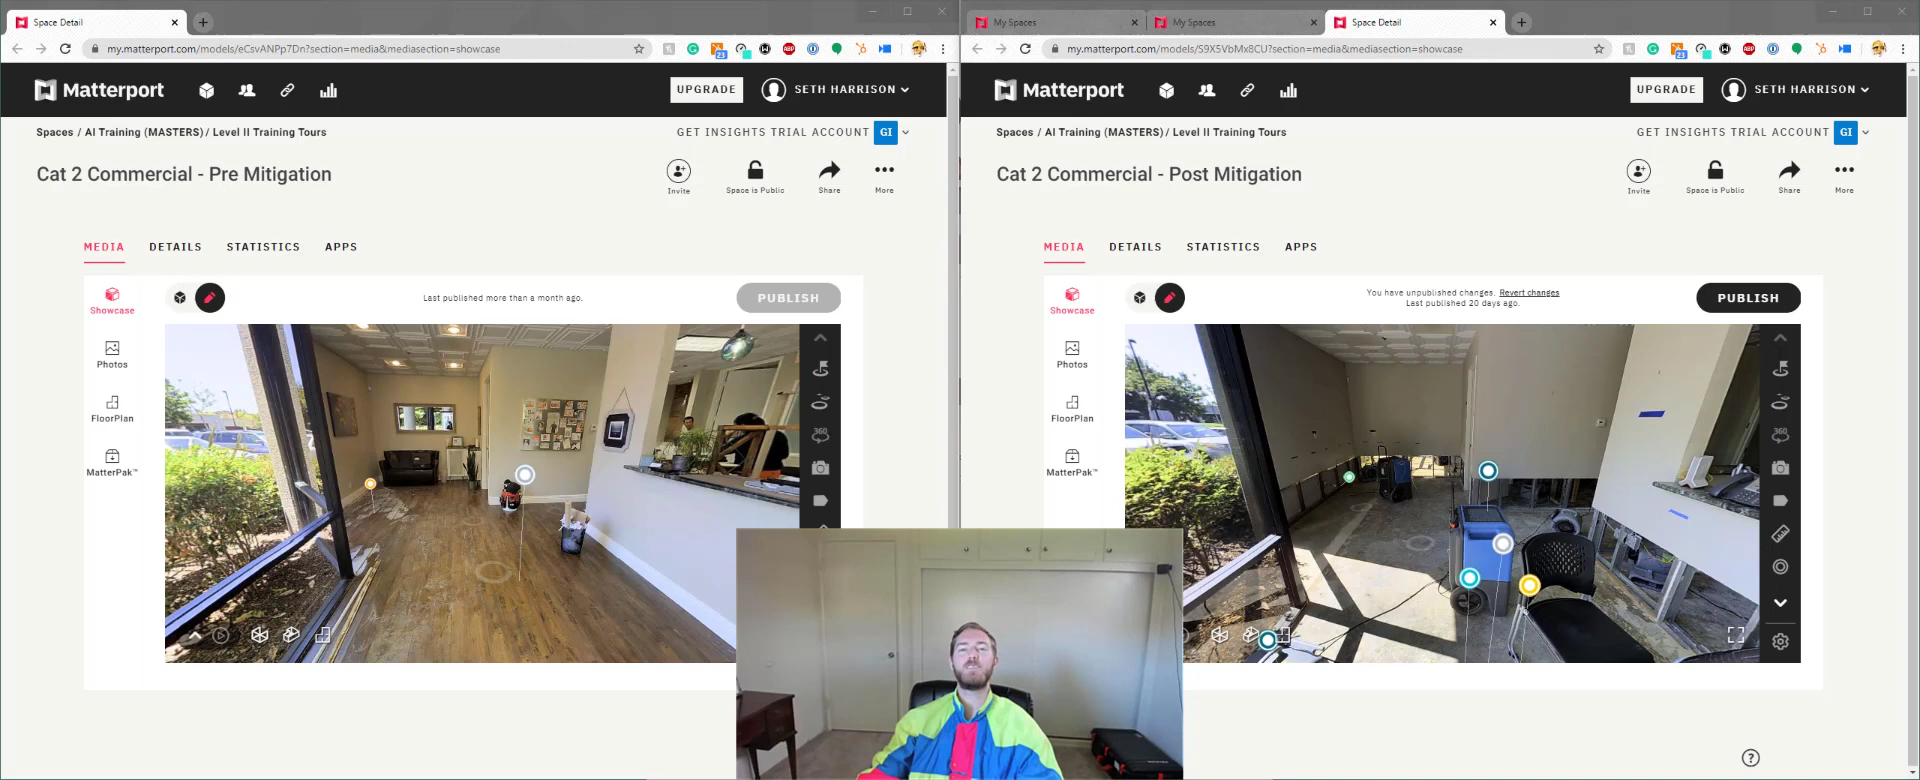 Space Detail
my.matterport.com/models/eCsvANPp7Dn?section=media&mediasection=showcase
23
ABP
Matterport
UPGRADE
SETH HARRISON
Spaces / AI Training (MASTERS) / Level II Training Tours
GET INSIGHTS TRIAL ACCOUNT
GI
Cat 2 Commercial - Pre Mitigation
Invite
Space is Public
Share
More
MEDIA
DETAILS
STATISTICS
APPS
Showcase
Photos
FloorPlan
MatterPak™
Last published more than a month ago.
PUBLISH
360
My Spaces
My Spaces
Space Detail
my.matterport.com/models/S9X5VbMx8CU?section=media&mediasection=showcase
23
ABP
Matterport
UPGRADE
SETH HARRISON
Spaces / AI Training (MASTERS) / Level II Training Tours
GET INSIGHTS TRIAL ACCOUNT
GI
Cat 2 Commercial - Post Mitigation
Invite
Space is Public
Share
More
MEDIA
DETAILS
STATISTICS
APPS
Showcase
Photos
FloorPlan
MatterPak™
You have unpublished changes. Revert changes
Last published 20 days ago.
PUBLISH
360